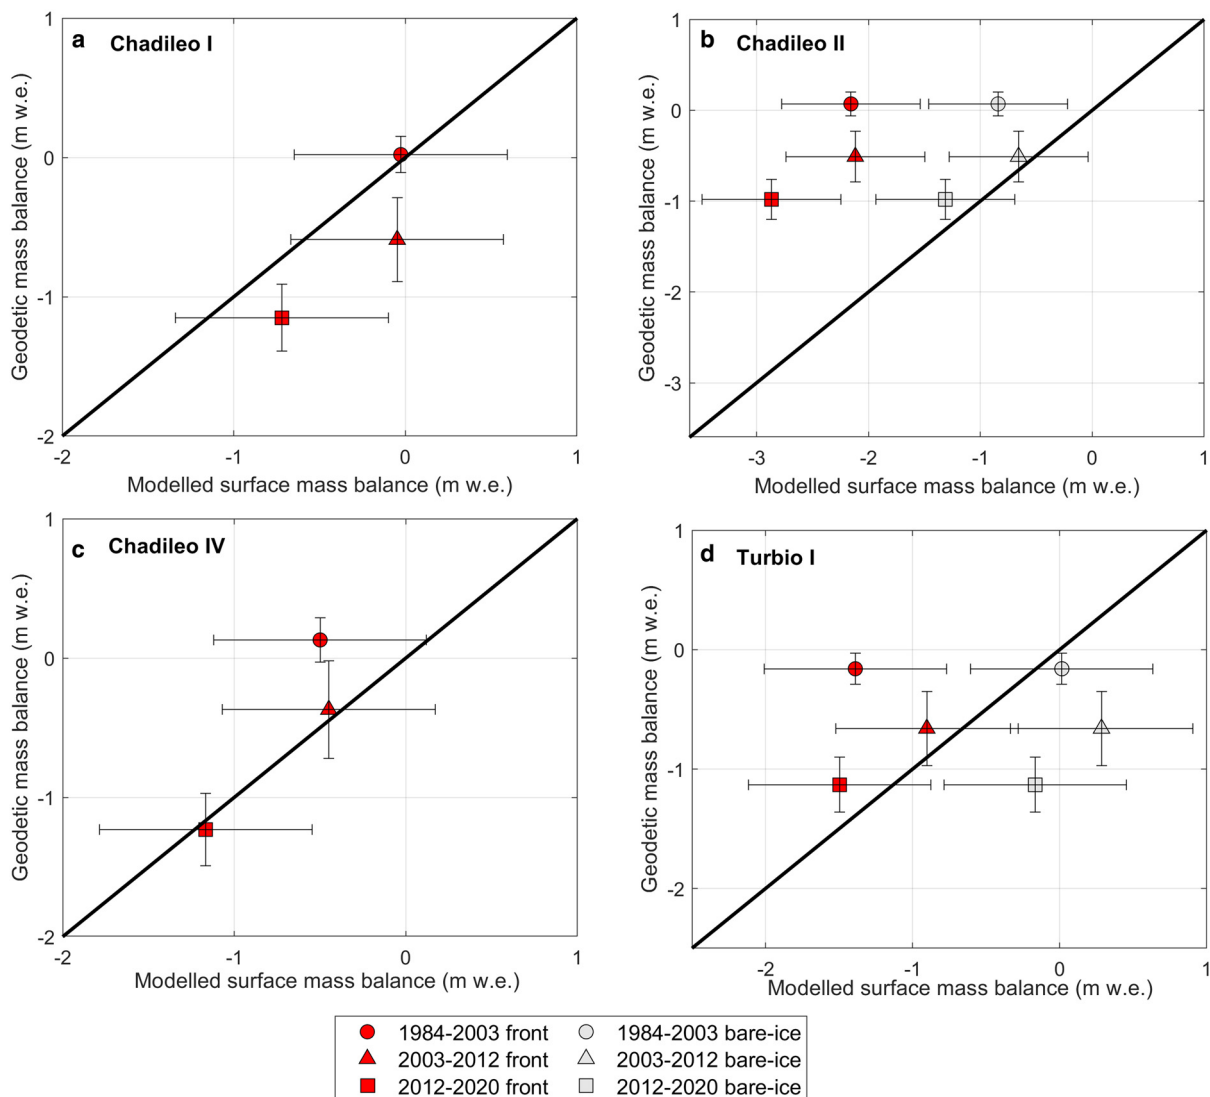 a Chadileo I
1
0
-1
-2
-2 -1 0 1
Geodetic mass balance (m w.e.)
Modelled surface mass balance (m w.e.)
b Chadileo II
1
0
-1
-2
-3
-3 -2 -1 0 1
Geodetic mass balance (m w.e.)
Modelled surface mass balance (m w.e.)
c Chadileo IV
1
0
-1
-2
-2 -1 0 1
Geodetic mass balance (m w.e.)
Modelled surface mass balance (m w.e.)
d Turbio I
1
0
-1
-2
-2 -1 0 1
Geodetic mass balance (m w.e.)
Modelled surface mass balance (m w.e.)
1984-2003 front 1984-2003 bare-ice
2003-2012 front 2003-2012 bare-ice
2012-2020 front 2012-2020 bare-ice